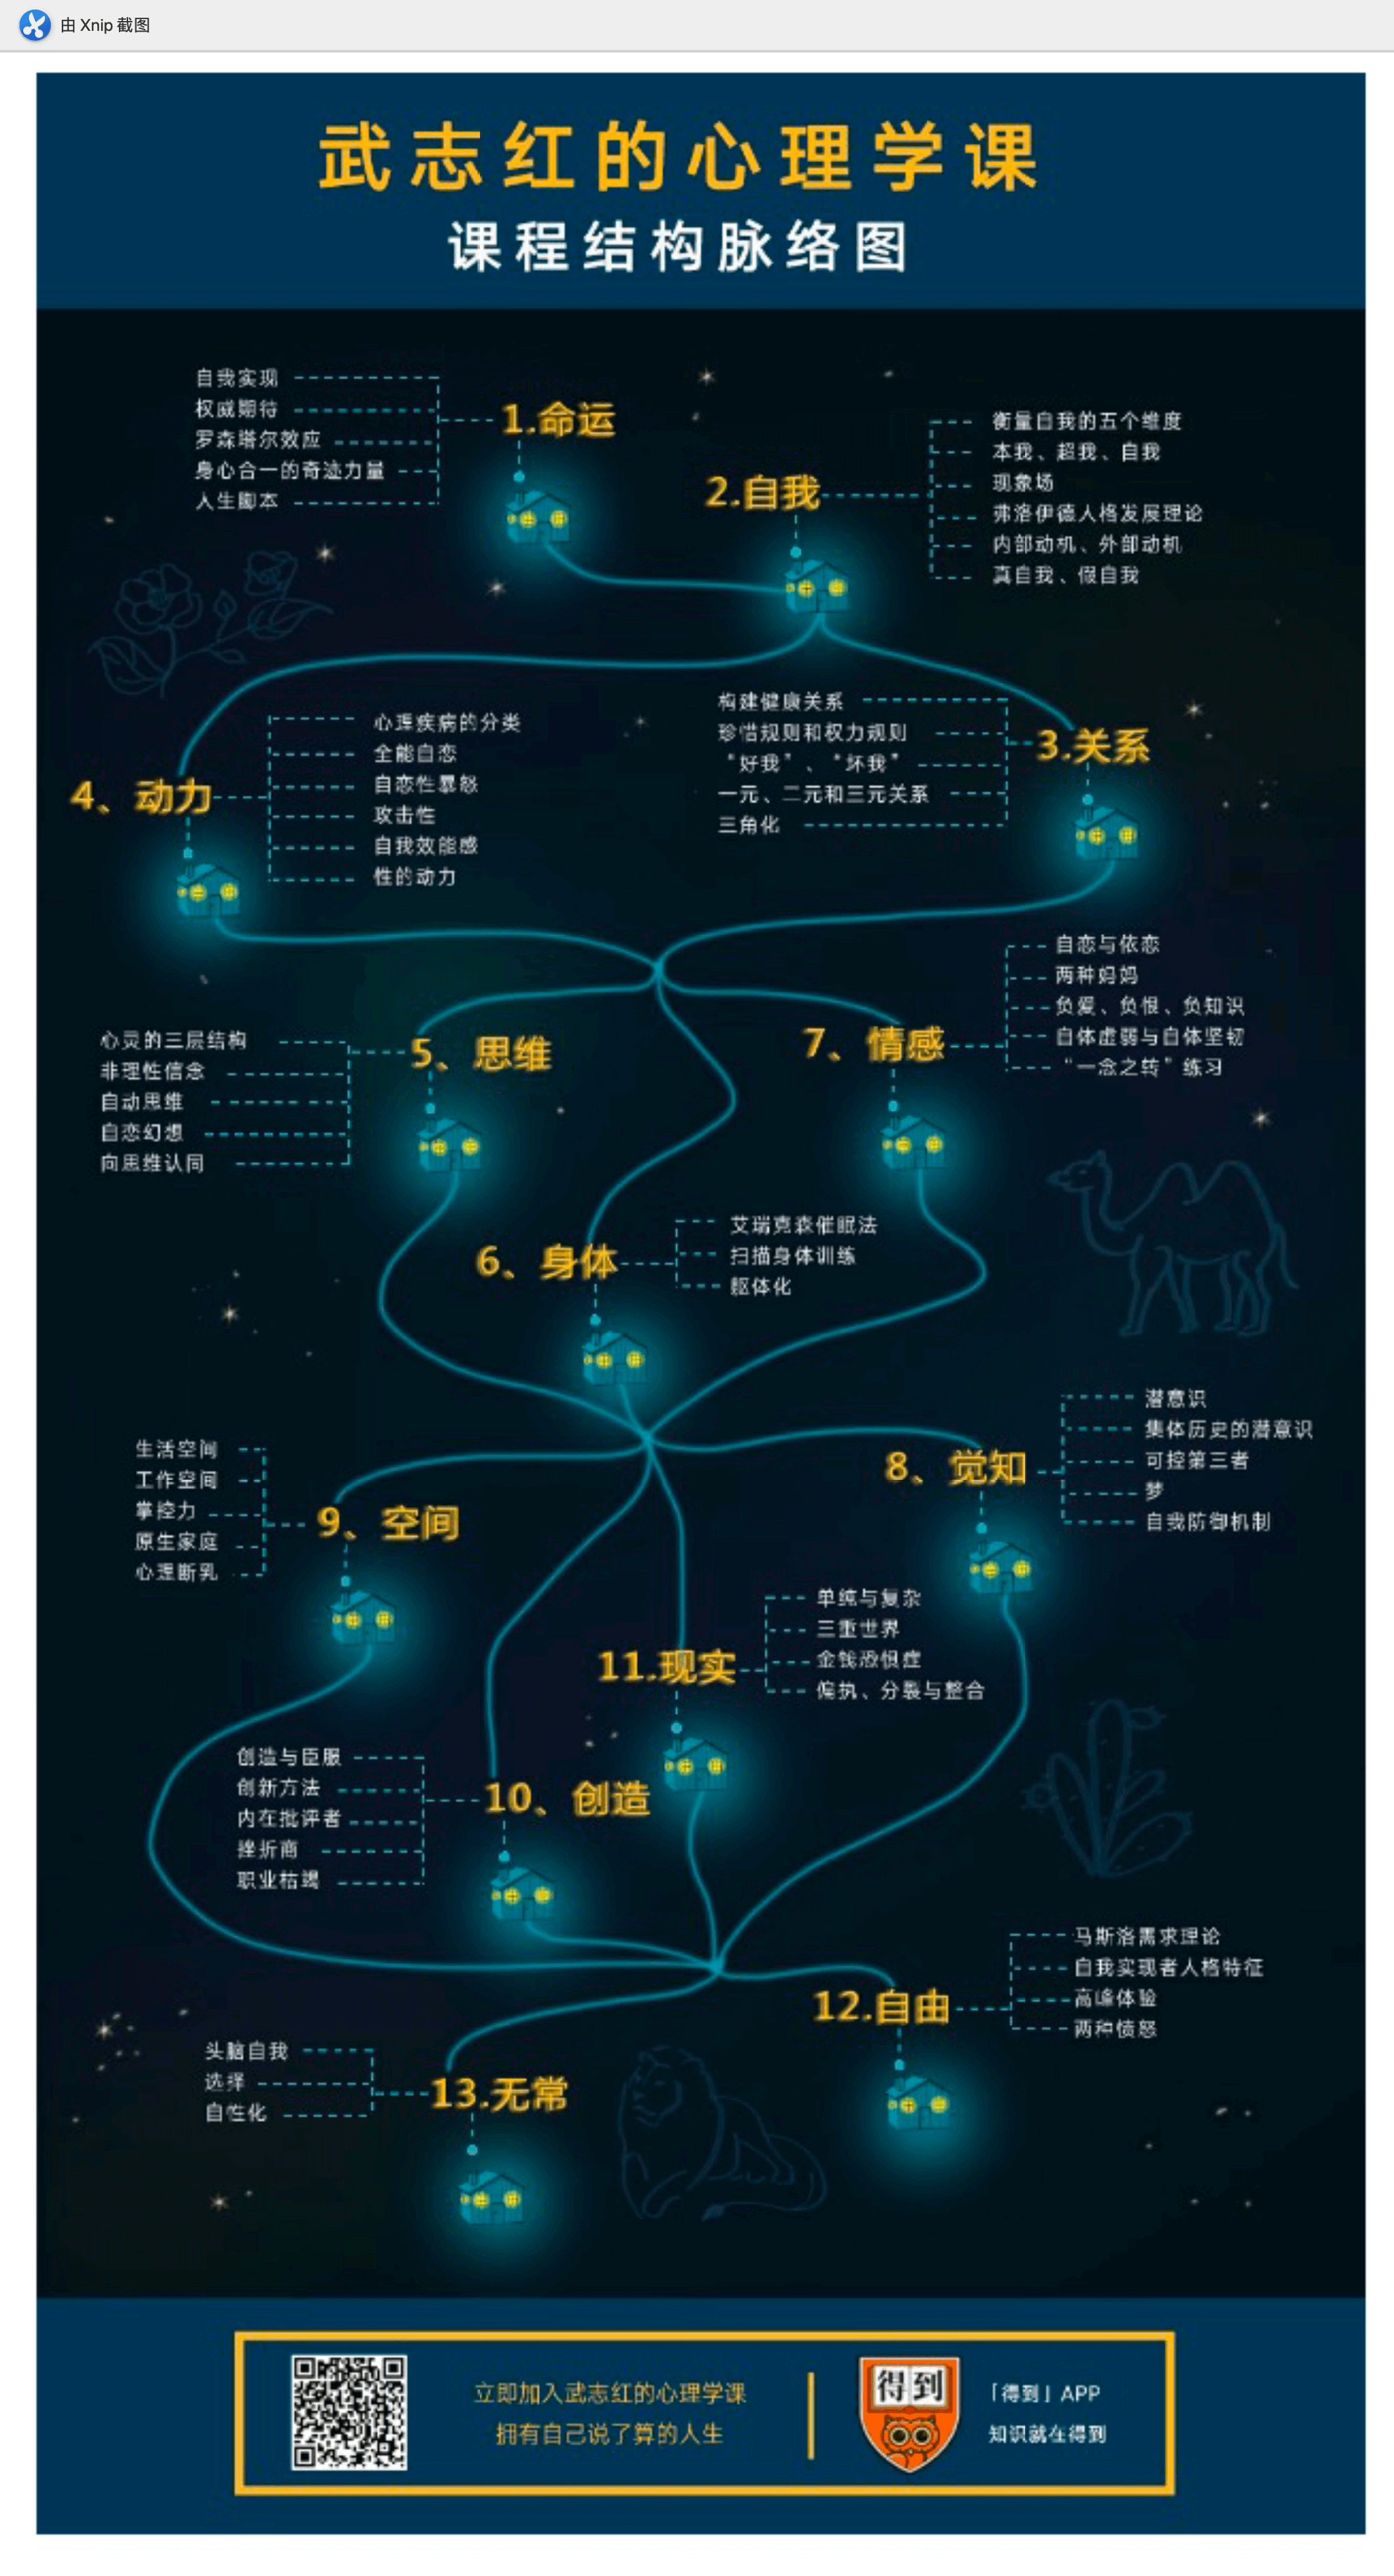 由 Xnip 截图
武志红的心理学课
课程结构脉络图
1.命运
自我实现
权威期待
罗森塔尔效应
身心合一的奇迹力量
人生脚本
2.自我
衡量自我的五个维度
本我、超我、自我
现象场
弗洛伊德人格发展理论
内部动机、外部动机
真自我、假自我
3.关系
构建健康关系
珍惜规则和权力规则
“好我”、“坏我”
一元、二元和三元关系
三角化
4、动力
心理疾病的分类
全能自恋
自恋性暴怒
攻击性
自我效能感
性的动力
5、思维
心灵的三层结构
非理性信念
自动思维
自恋幻想
向思维认同
7、情感
自恋与依恋
两种妈妈
负爱、负恨、负知识
自体虚弱与自体坚韧
“一念之转”练习
6、身体
艾瑞克森催眠法
扫描身体训练
躯体化
8、觉知
潜意识
集体历史的潜意识
可控第三者
梦
自我防御机制
9、空间
生活空间
工作空间
掌控力
原生家庭
心理断乳
11.现实
单纯与复杂
三重世界
金钱恐惧症
偏执、分裂与整合
10、创造
创造与臣服
创新方法
内在批评者
挫折商
职业枯竭
12.自由
马斯洛需求理论
自我实现者人格特征
高峰体验
两种愤怒
13.无常
头脑自我
选择
自性化
立即加入武志红的心理学课
拥有自己说了算的人生
得到
「得到」APP
知识就在得到